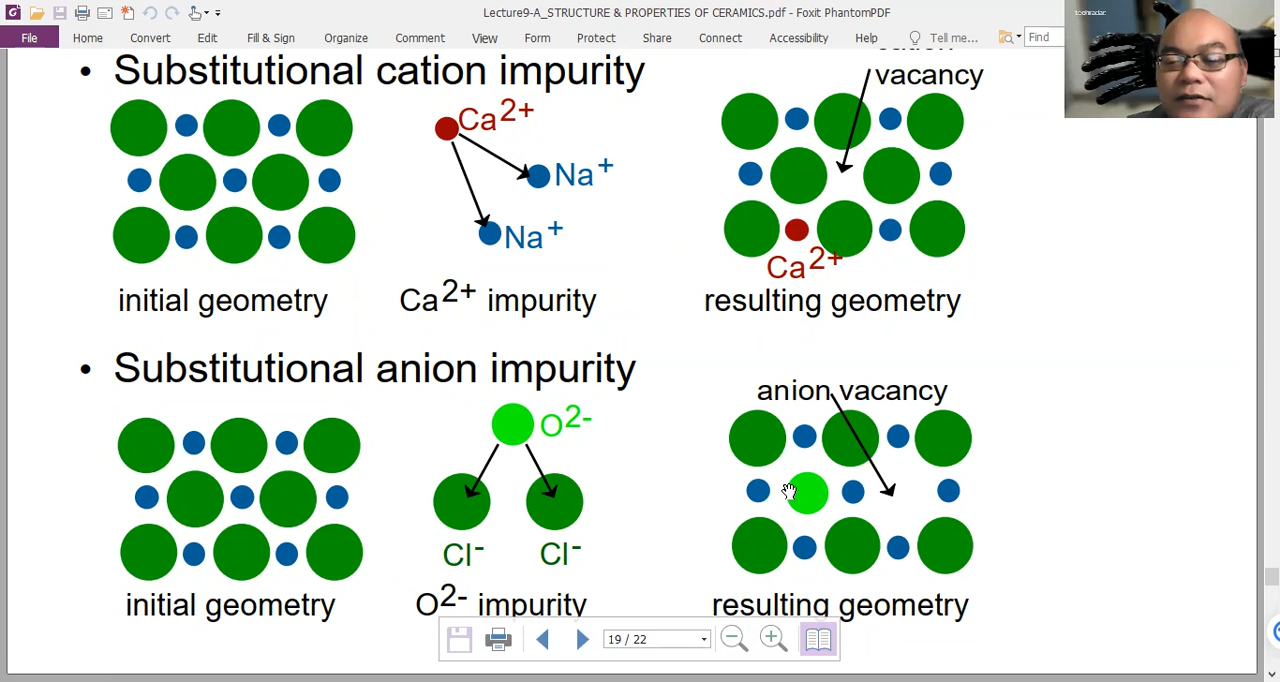 Lecture9-A_STRUCTURE & PROPERTIES OF CERAMICS.pdf - Foxit PhantomPDF
File Home Convert Edit Fill & Sign Organize Comment View Form Protect Share Connect Accessibility Help Tell me... Find
• Substitutional cation impurity
vacancy
Ca2+
Na+
Na+
Ca2+
initial geometry
Ca2+ impurity
resulting geometry
• Substitutional anion impurity
anion vacancy
O2-
Cl-
Cl-
initial geometry
O2- impurity
resulting geometry
19 / 22